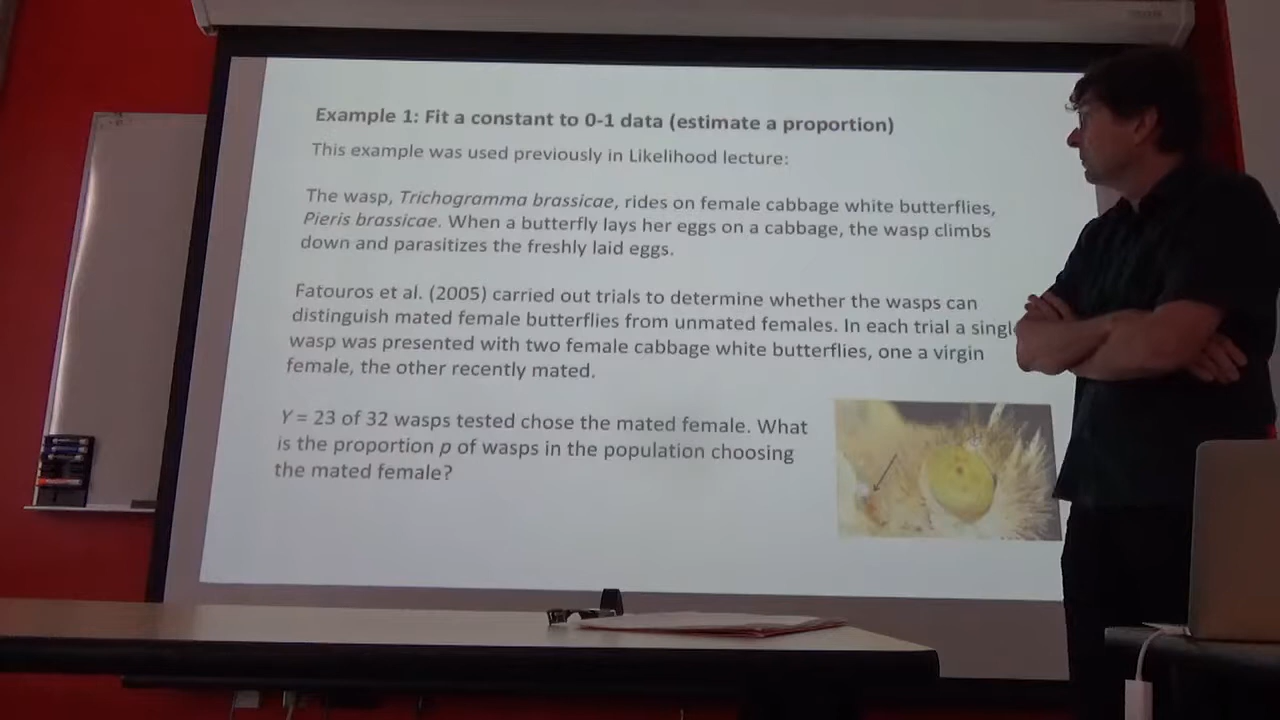 Example 1: Fit a constant to 0-1 data (estimate a proportion)
This example was used previously in Likelihood lecture:
The wasp, Trichogramma brassicae, rides on female cabbage white butterflies,
Pieris brassicae. When a butterfly lays her eggs on a cabbage, the wasp climbs
down and parasitizes the freshly laid eggs.
Fatouros et al. (2005) carried out trials to determine whether the wasps can
distinguish mated female butterflies from unmated females. In each trial a singl
wasp was presented with two female cabbage white butterflies, one a virgin
female, the other recently mated.
Y = 23 of 32 wasps tested chose the mated female. What
is the proportion p of wasps in the population choosing
the mated female?